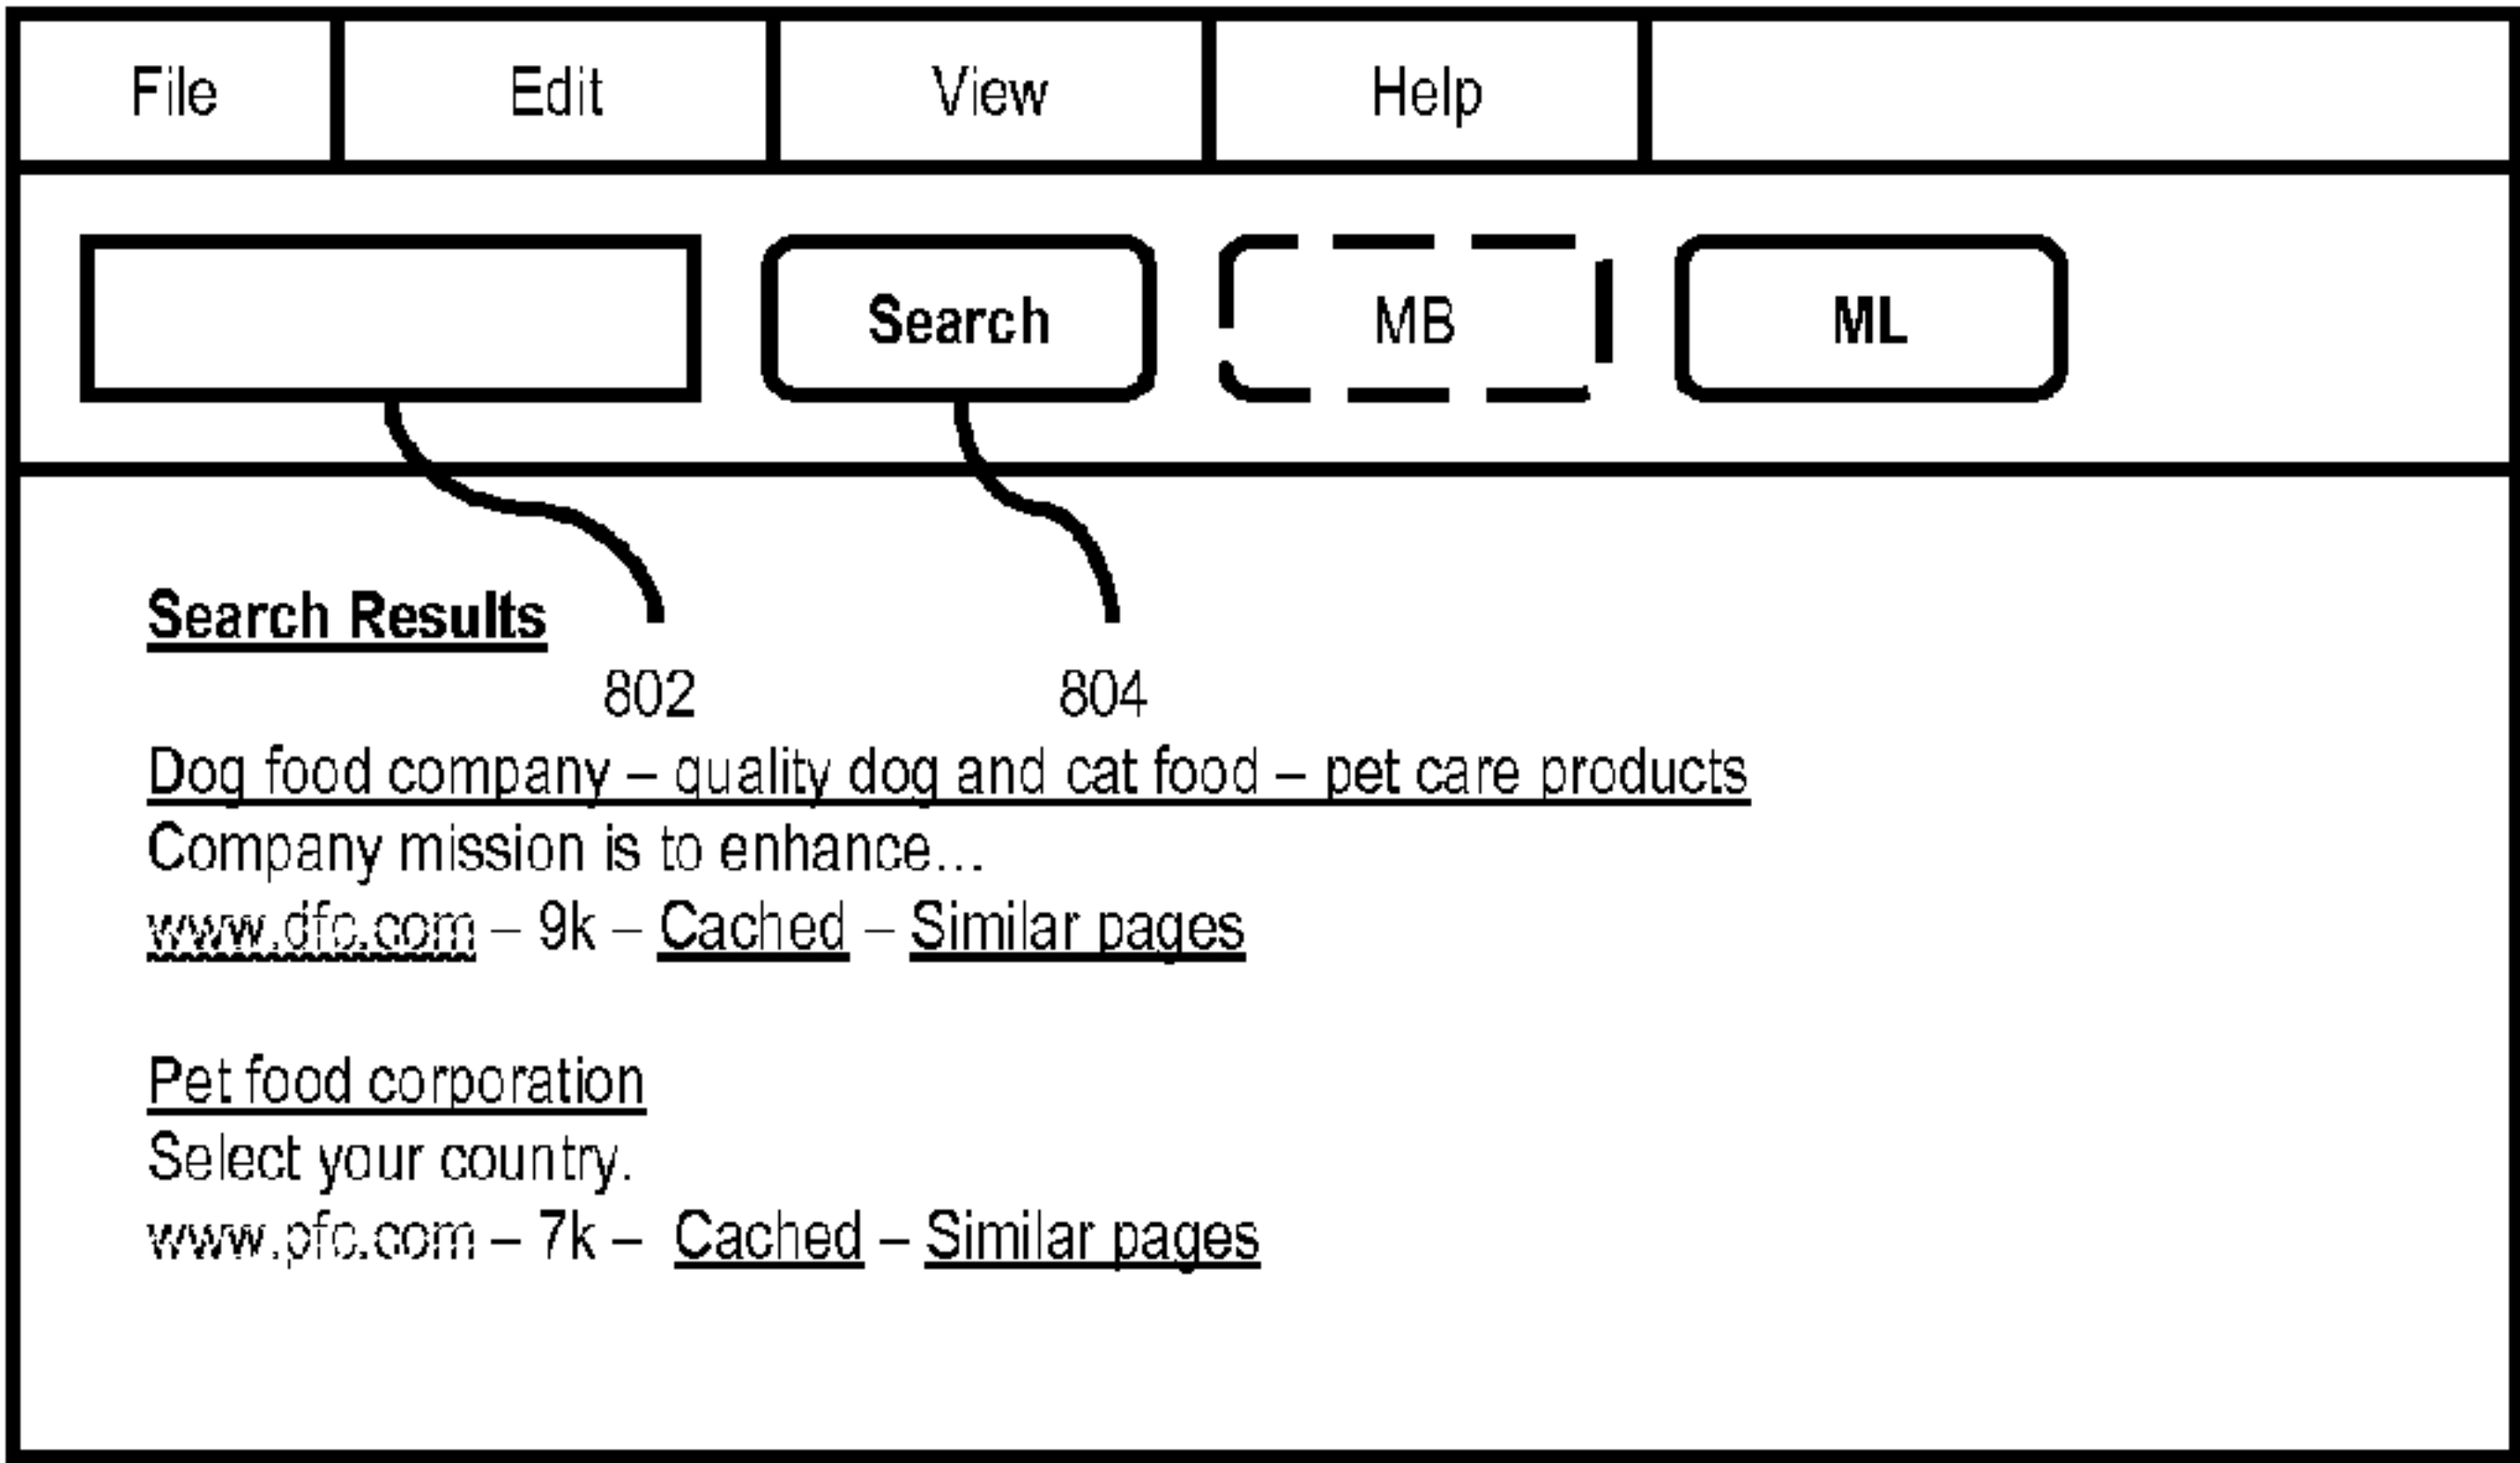 File Edit View Help
Search MB ML
Search Results
802 804
Dog food company – quality dog and cat food – pet care products
Company mission is to enhance...
www.dfc.com – 9k – Cached – Similar pages
Pet food corporation
Select your country.
www.pfc.com – 7k – Cached – Similar pages